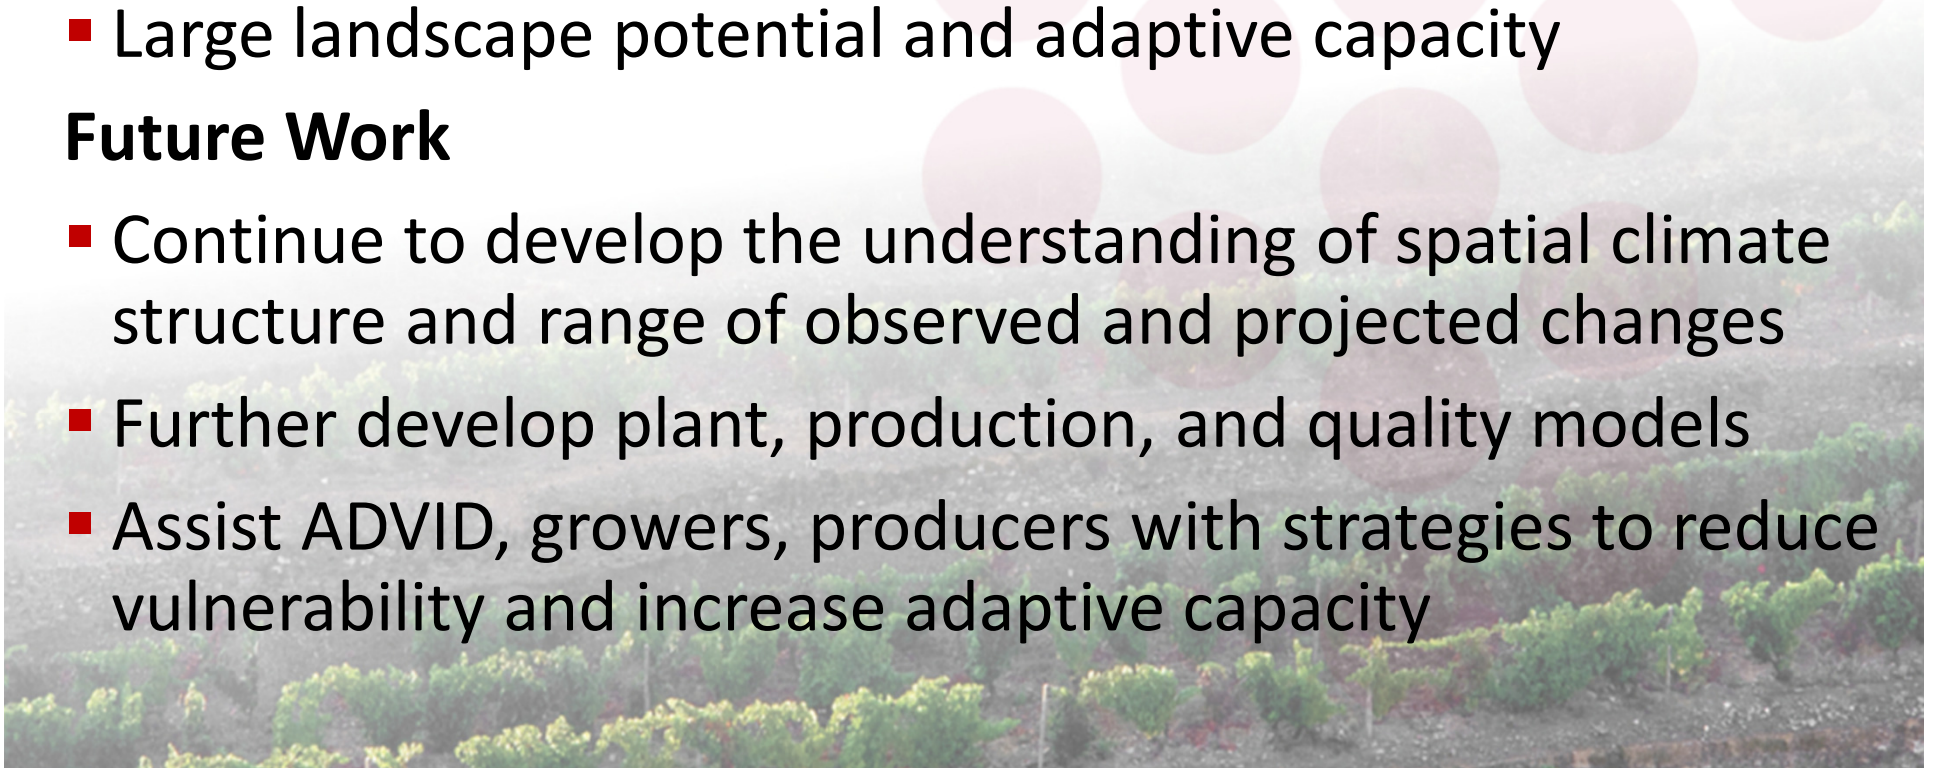 ▪ Large landscape potential and adaptive capacity
Future Work
▪ Continue to develop the understanding of spatial climate
structure and range of observed and projected changes
▪ Further develop plant, production, and quality models
▪ Assist ADVID, growers, producers with strategies to reduce
vulnerability and increase adaptive capacity